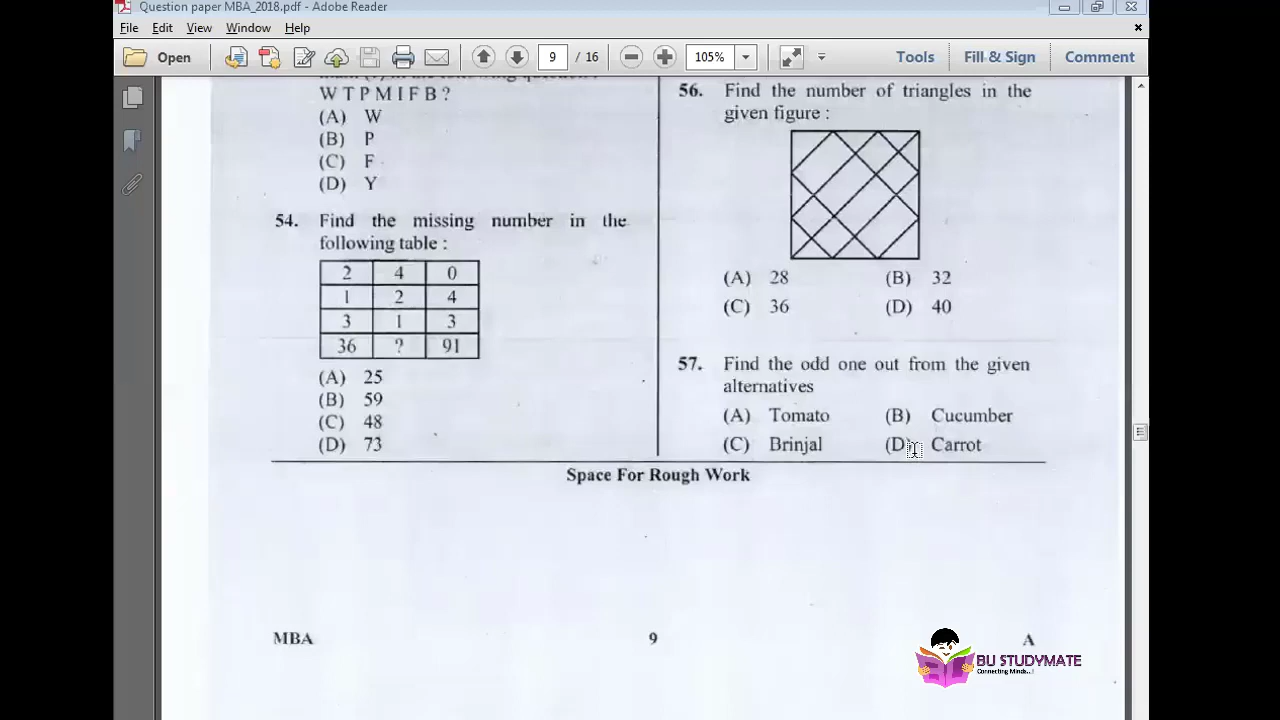 Question paper MBA_2018.pdf - Adobe Reader
File Edit View Window Help
Open 9 / 16 105% Tools Fill & Sign Comment
W T P M I F B ?
(A) W
(B) P
(C) F
(D) Y
54. Find the missing number in the
following table :
2 4 0
1 2 4
3 1 3
36 ? 91
(A) 25
(B) 59
(C) 48
(D) 73
56. Find the number of triangles in the
given figure :
(A) 28 (B) 32
(C) 36 (D) 40
57. Find the odd one out from the given
alternatives
(A) Tomato (B) Cucumber
(C) Brinjal (D) Carrot
Space For Rough Work
MBA 9 A
BU STUDYMATE
Connecting Minds...!